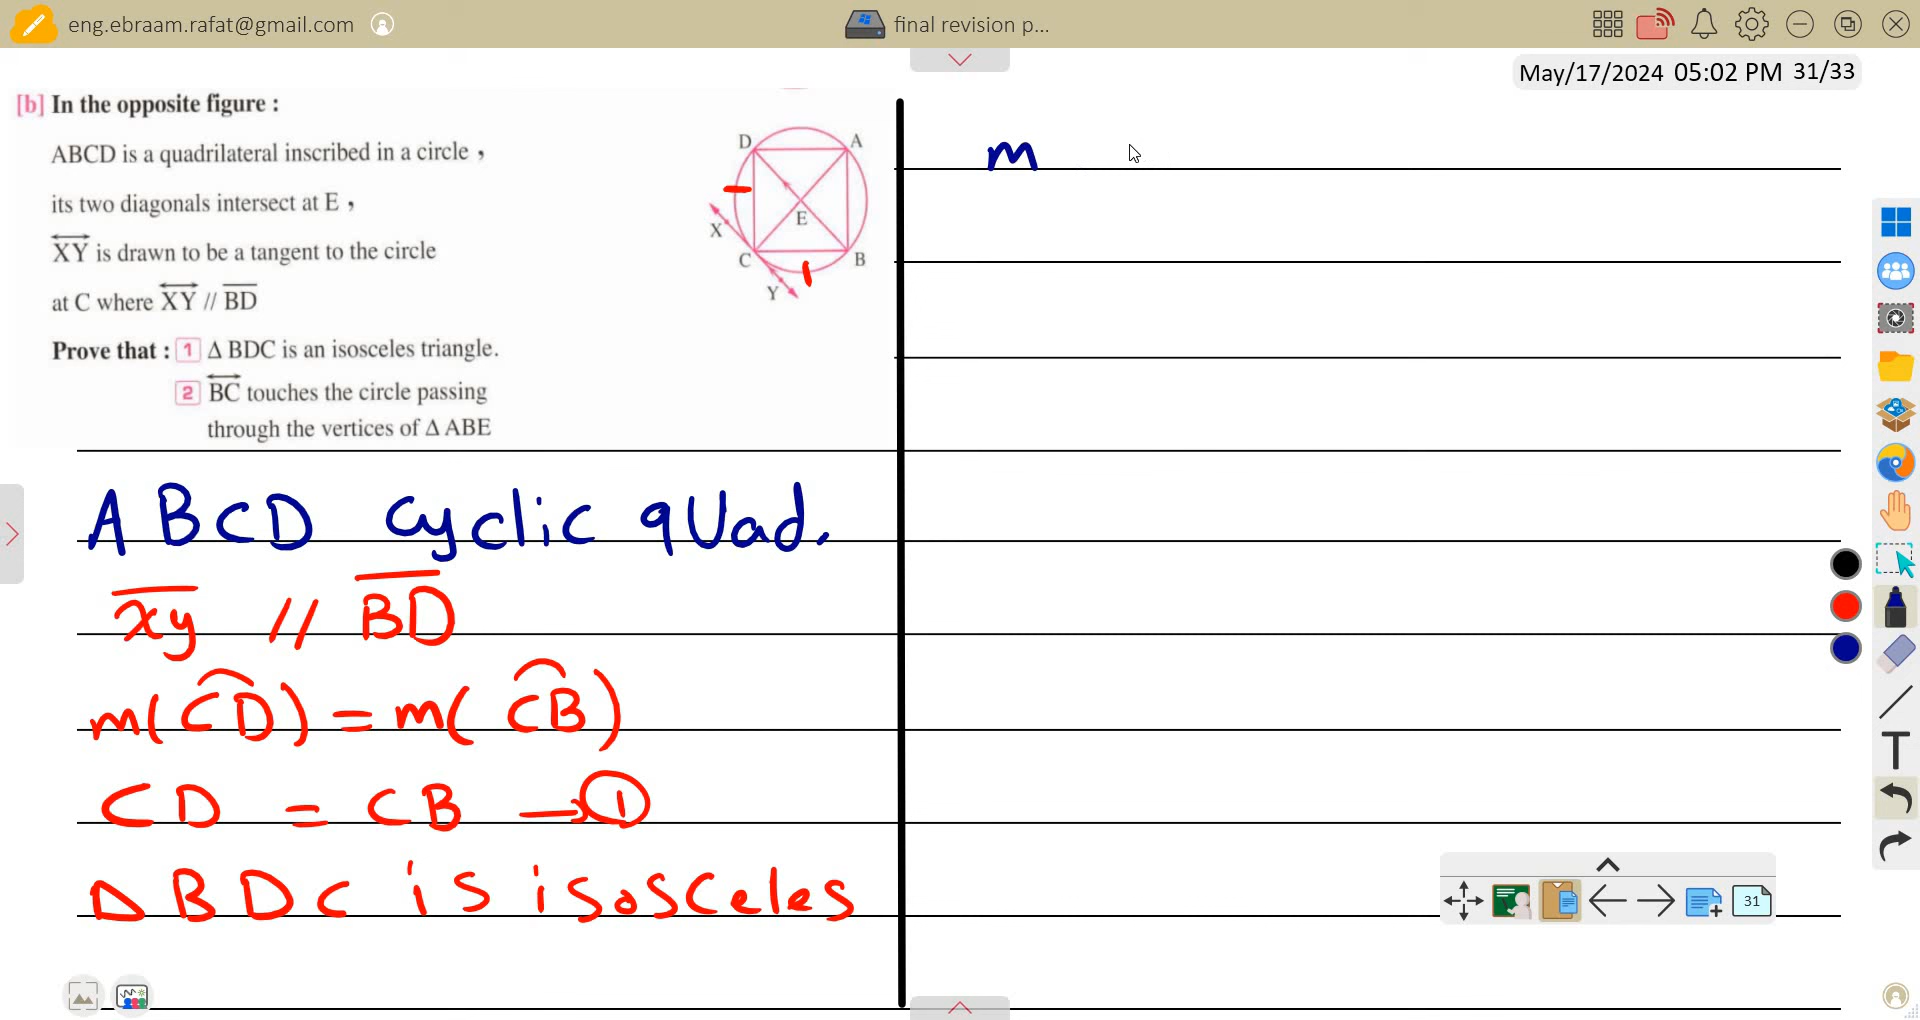 eng.ebraam.rafat@gmail.com
final revision p...
May/17/2024 05:02 PM 31/33
[b] In the opposite figure :
ABCD is a quadrilateral inscribed in a circle ,
its two diagonals intersect at E ,
XY is drawn to be a tangent to the circle
at C where XY // BD
Prove that : 1 Δ BDC is an isosceles triangle.
2 BC touches the circle passing
through the vertices of Δ ABE
D A
E
X
C B
Y
ABCD cyclic quad.
xy // BD
m(CD) = m(CB)
CD = CB → 1
Δ BDC is isosceles
m
T
31